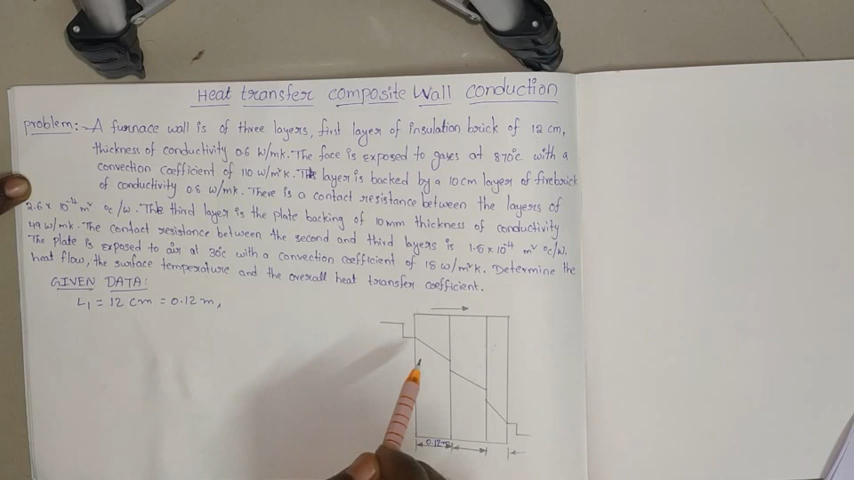 Heat transfer composite Wall conduction
problem:- A furnace wall is of three layers, first layer of insulation brick of 12 cm,
thickness of conductivity 0.6 W/mk. The face is exposed to gases at 870°C with a
convection coefficient of 110 W/m²k. The layer is backed by a 10 cm layer of firebrick
of conductivity 0.8 W/mk. There is a contact resistance between the layers of
2.6 x 10⁻⁴ m² °c/w. The third layer is the plate backing of 10 mm thickness of conductivity
49 W/mk. The contact resistance between the second and third layers is 1.5 x 10⁻⁴ m² °c/w.
The plate is exposed to air at 30°c with a convection coefficient of 15 w/m²k. Determine the
heat flow, the surface temperature and the overall heat transfer coefficient.
GIVEN DATA:
L₁ = 12 cm = 0.12 m,
0.12m